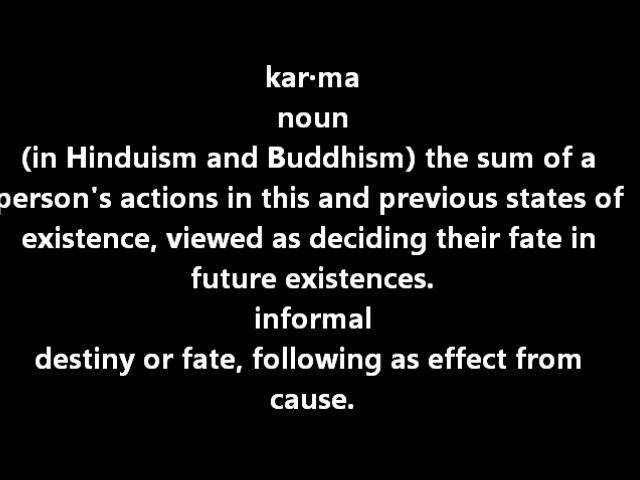 kar·ma
noun
(in Hinduism and Buddhism) the sum of a
person's actions in this and previous states of
existence, viewed as deciding their fate in
future existences.
informal
destiny or fate, following as effect from
cause.